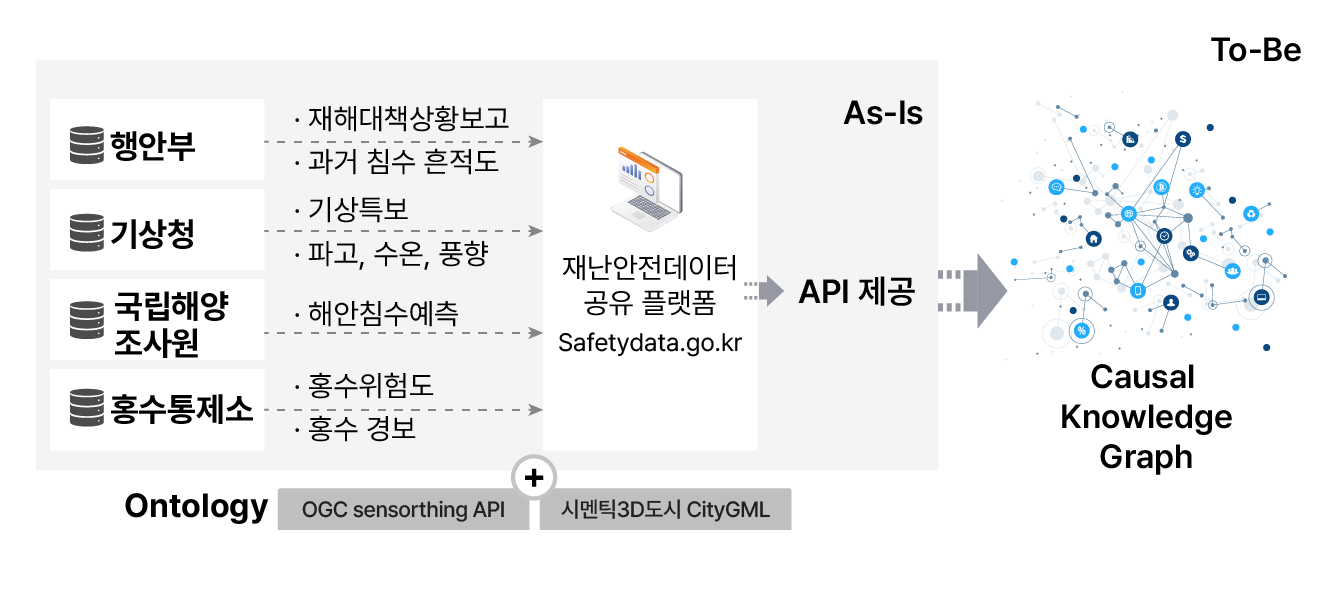 To-Be
As-Is
행안부
· 재해대책상황보고
· 과거 침수 흔적도
기상청
· 기상특보
· 파고, 수온, 풍향
국립해양
조사원
· 해안침수예측
홍수통제소
· 홍수위험도
· 홍수 경보
재난안전데이터
공유 플랫폼
Safetydata.go.kr
API 제공
Causal
Knowledge
Graph
+
Ontology
OGC sensorthing API
시멘틱3D도시 CityGML